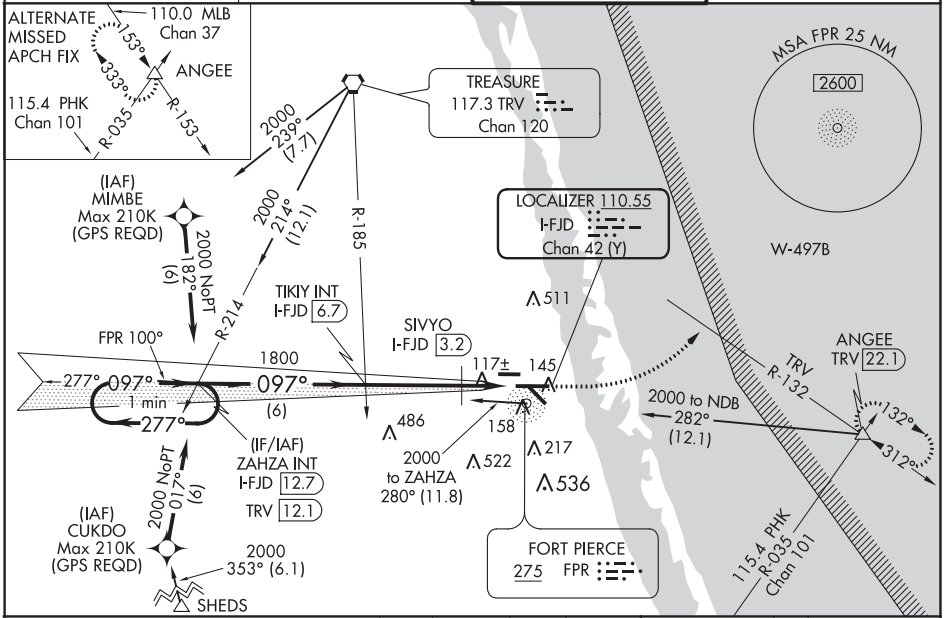 ALTERNATE
MISSED
APCH FIX
110.0 MLB
Chan 37
153°
333°
ANGEE
115.4 PHK
Chan 101
R-035
R-153
TREASURE
117.3 TRV
Chan 120
MSA FPR 25 NM
2600
2000
239°
(7.7)
2000
214°
(12.1)
R-214
R-185
(IAF)
MIMBE
Max 210K
(GPS REQD)
2000 NoPT
182°
(6)
LOCALIZER 110.55
I-FJD
Chan 42 (Y)
W-497B
TIKIY INT
I-FJD 6.7
SIVYO
I-FJD 3.2
511
FPR 100°
1800
117±
145
277°
097°
097°
(6)
1 min
277°
158
486
522
217
536
2000
to ZAHZA
280° (11.8)
(IF/IAF)
ZAHZA INT
I-FJD 12.7
TRV 12.1
ANGEE
TRV 22.1
TRV
R-132
2000 to NDB
282°
(12.1)
132°
312°
115.4 PHK
R-035
Chan 101
2000 NoPT
017°
(6)
(IAF)
CUKDO
Max 210K
(GPS REQD)
2000
353° (6.1)
SHEDS
FORT PIERCE
275 FPR